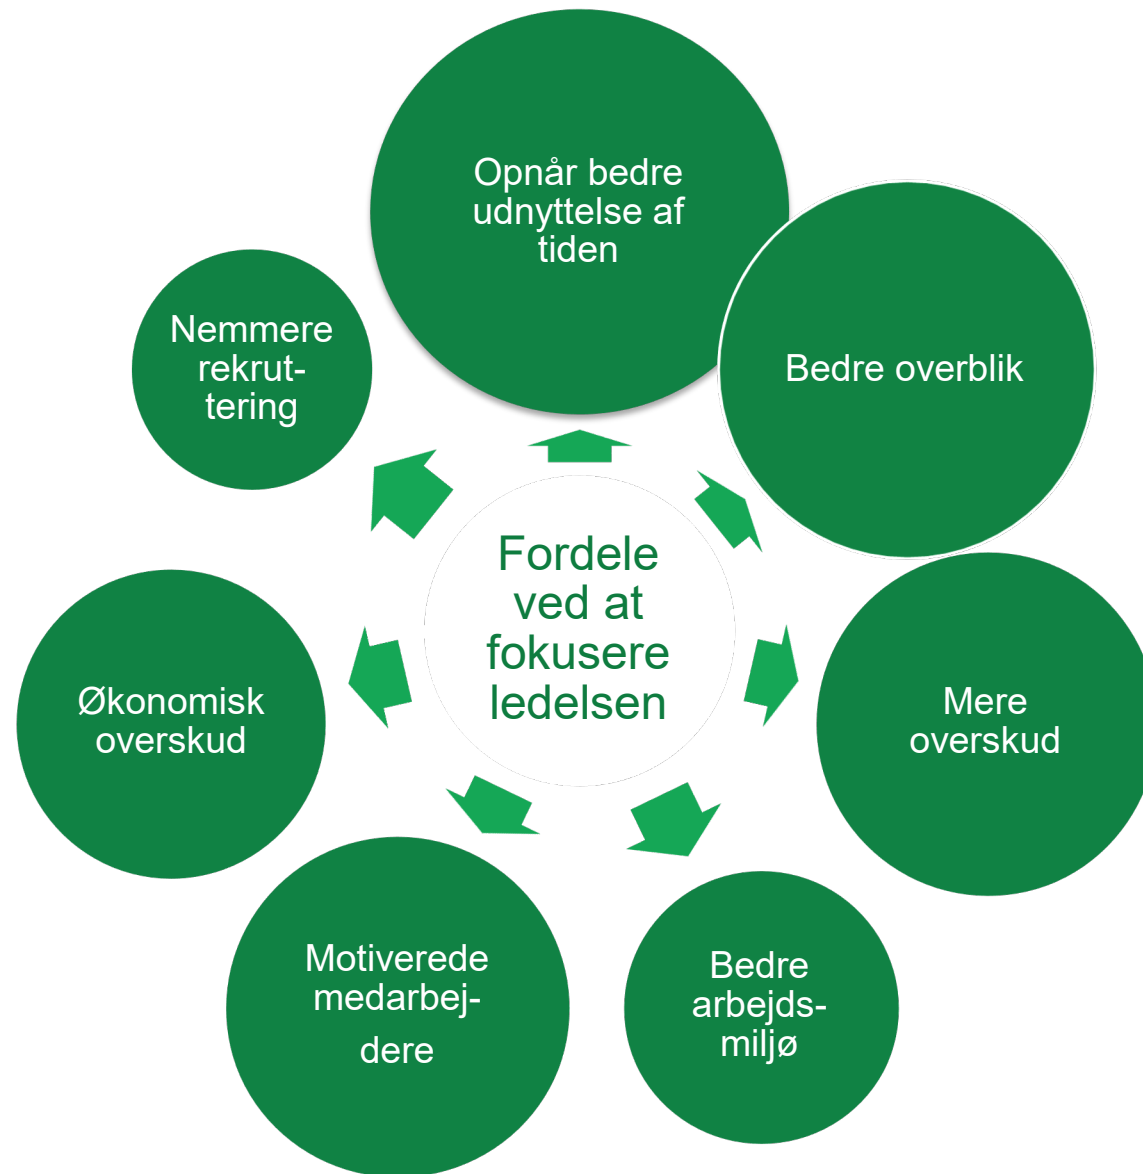 Opnår bedre
udnyttelse af
tiden
Bedre overblik
Mere
overskud
Bedre
arbejds-
miljø
Motiverede
medarbej-
dere
Økonomisk
overskud
Nemmere
rekrut-
tering
Fordele
ved at
fokusere
ledelsen